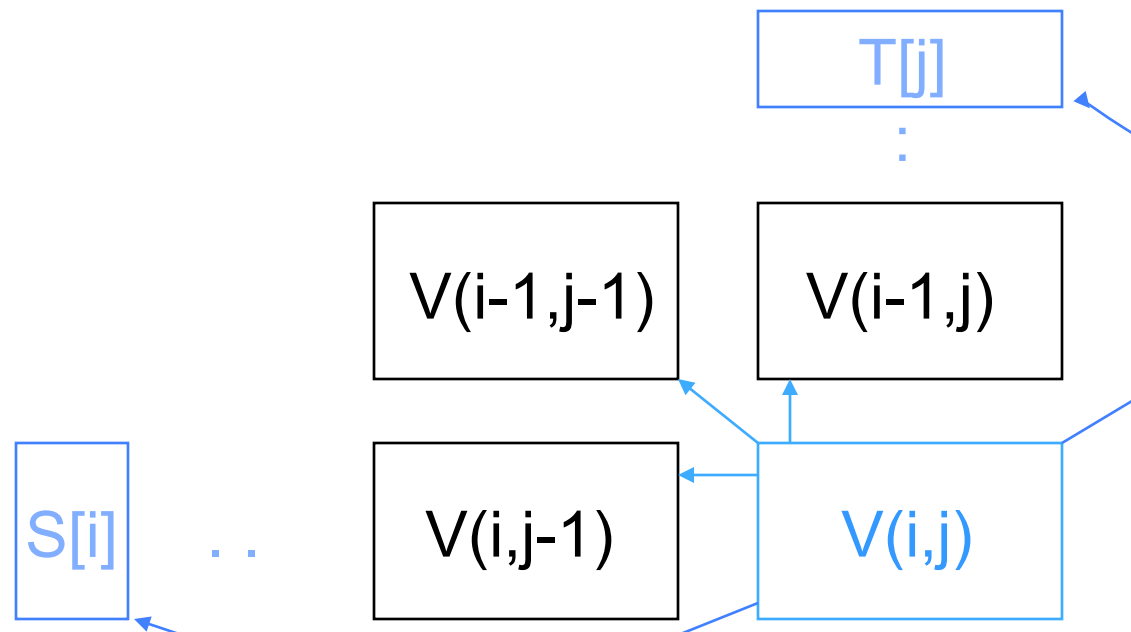 T[j]
:
V(i-1,j-1)
V(i-1,j)
S[i]
. .
V(i,j-1)
V(i,j)